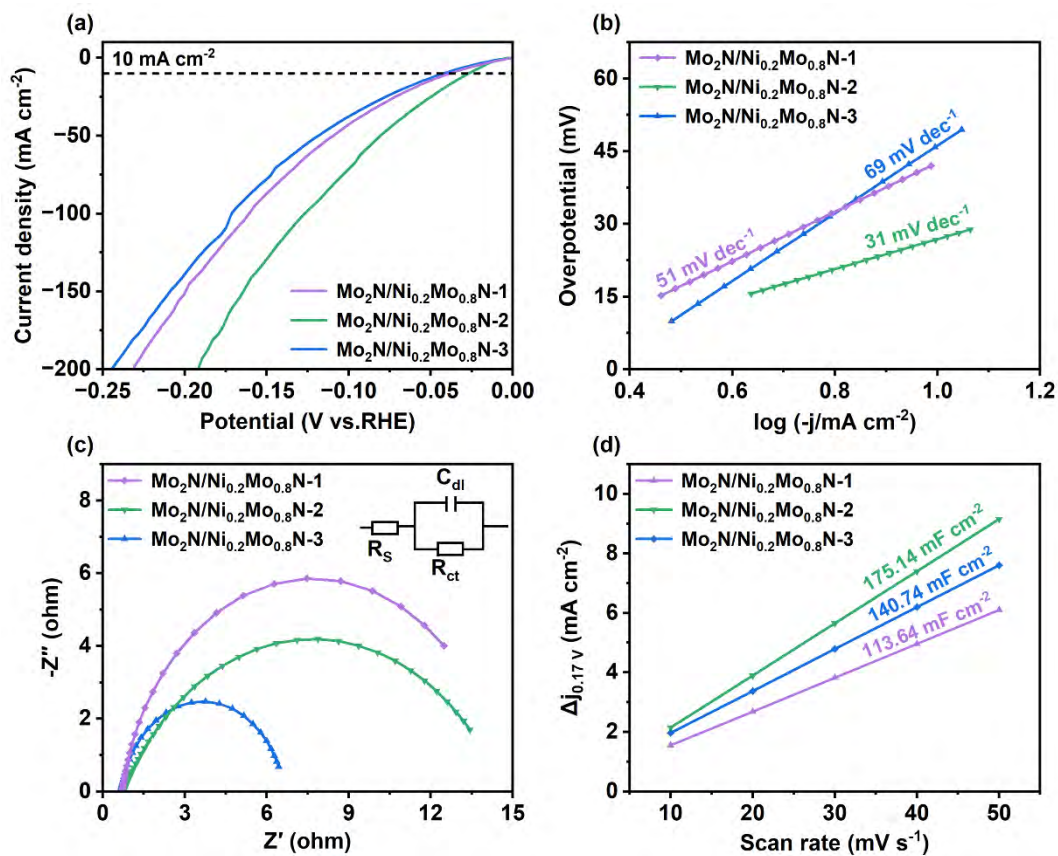 (a)
10 mA cm⁻²
Mo₂N/Ni₀.₂Mo₀.₈N-1
Mo₂N/Ni₀.₂Mo₀.₈N-2
Mo₂N/Ni₀.₂Mo₀.₈N-3
0
−50
−100
−150
−200
Current density (mA cm⁻²)
−0.25 −0.20 −0.15 −0.10 −0.05 0.00
Potential (V vs.RHE)
(b)
Mo₂N/Ni₀.₂Mo₀.₈N-1
Mo₂N/Ni₀.₂Mo₀.₈N-2
Mo₂N/Ni₀.₂Mo₀.₈N-3
69 mV dec⁻¹
51 mV dec⁻¹
31 mV dec⁻¹
60
45
30
15
0
Overpotential (mV)
0.4 0.6 0.8 1.0 1.2
log (-j/mA cm⁻²)
(c)
Mo₂N/Ni₀.₂Mo₀.₈N-1
Mo₂N/Ni₀.₂Mo₀.₈N-2
Mo₂N/Ni₀.₂Mo₀.₈N-3
C_dl
R_S
R_ct
8
6
4
2
0
-Z″ (ohm)
0 3 6 9 12 15
Z′ (ohm)
(d)
Mo₂N/Ni₀.₂Mo₀.₈N-1
Mo₂N/Ni₀.₂Mo₀.₈N-2
Mo₂N/Ni₀.₂Mo₀.₈N-3
175.14 mF cm⁻²
140.74 mF cm⁻²
113.64 mF cm⁻²
10
8
6
4
2
0
Δj₀.₁₇ ᵥ (mA cm⁻²)
10 20 30 40 50
Scan rate (mV s⁻¹)